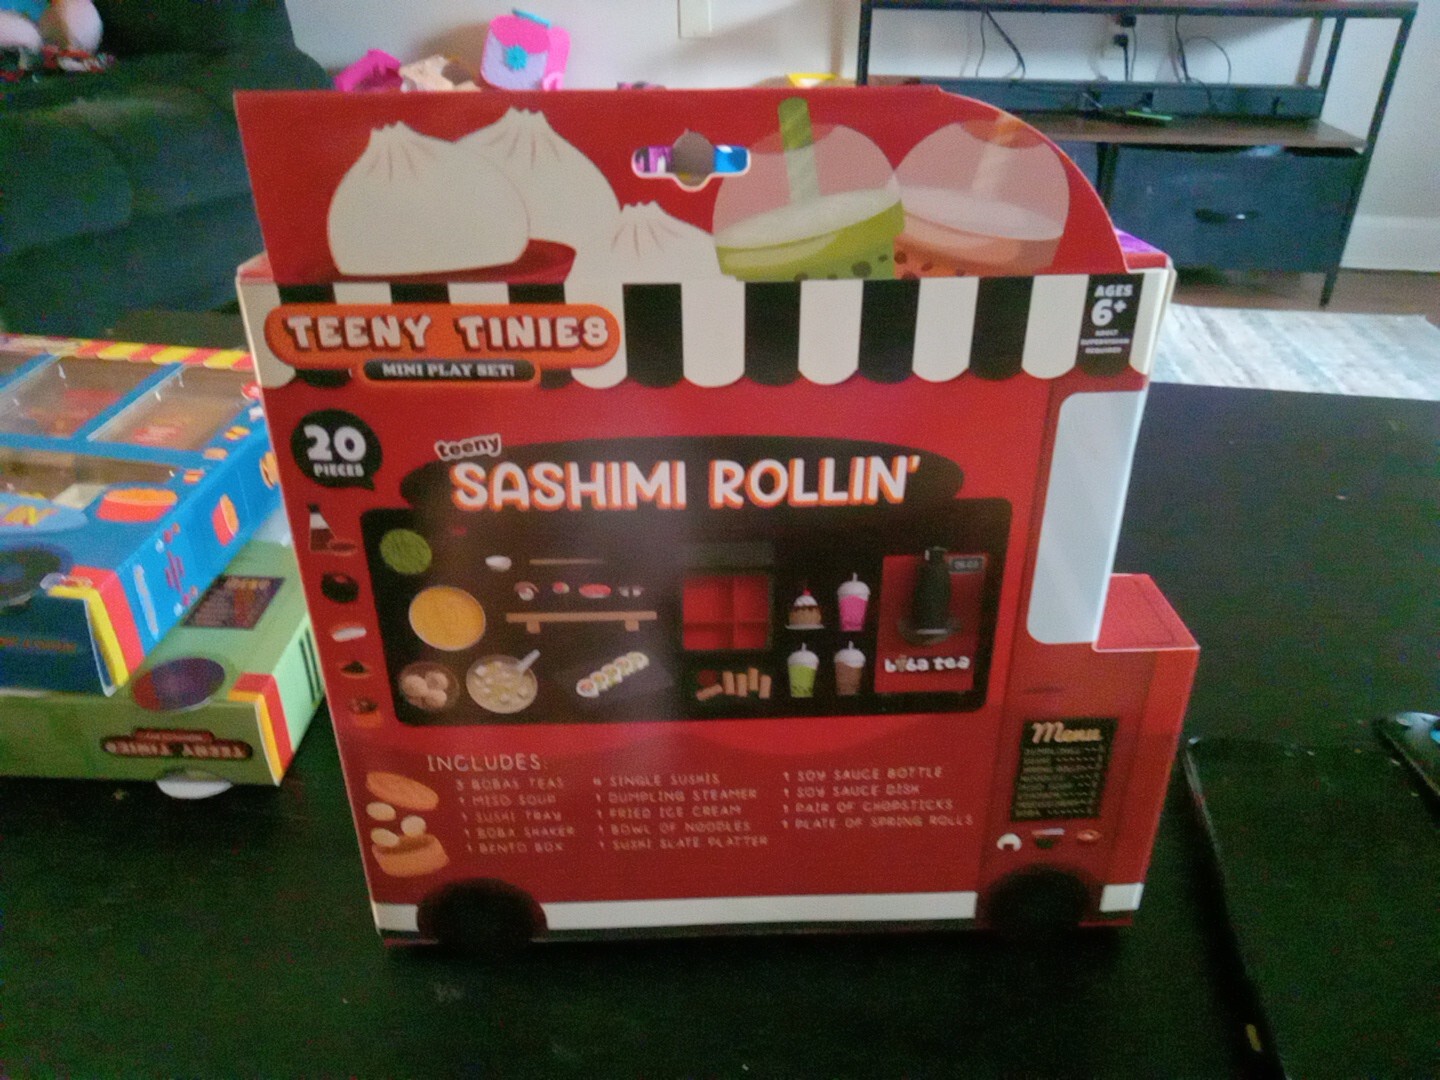 TEENY TINIES
MINI PLAY SET!
AGES
6+
ADULT
SUPERVISION
REQUIRED
20
PIECES
teeny
SASHIMI ROLLIN'
boba tea
INCLUDES:
3 BOBAS TEAS
1 MISO SOUP
1 SUSHI TRAY
1 BOBA SHAKER
1 BENTO BOX
SINGLE SUSHIS
1 DUMPLING STEAMER
1 FRIED ICE CREAM
1 BOWL OF NOODLES
1 SUSHI SLATE PLATTER
1 SOY SAUCE BOTTLE
1 SOY SAUCE DISH
1 PAIR OF CHOPSTICKS
1 PLATE OF SPRING ROLLS
Menu
TEENY TINIES